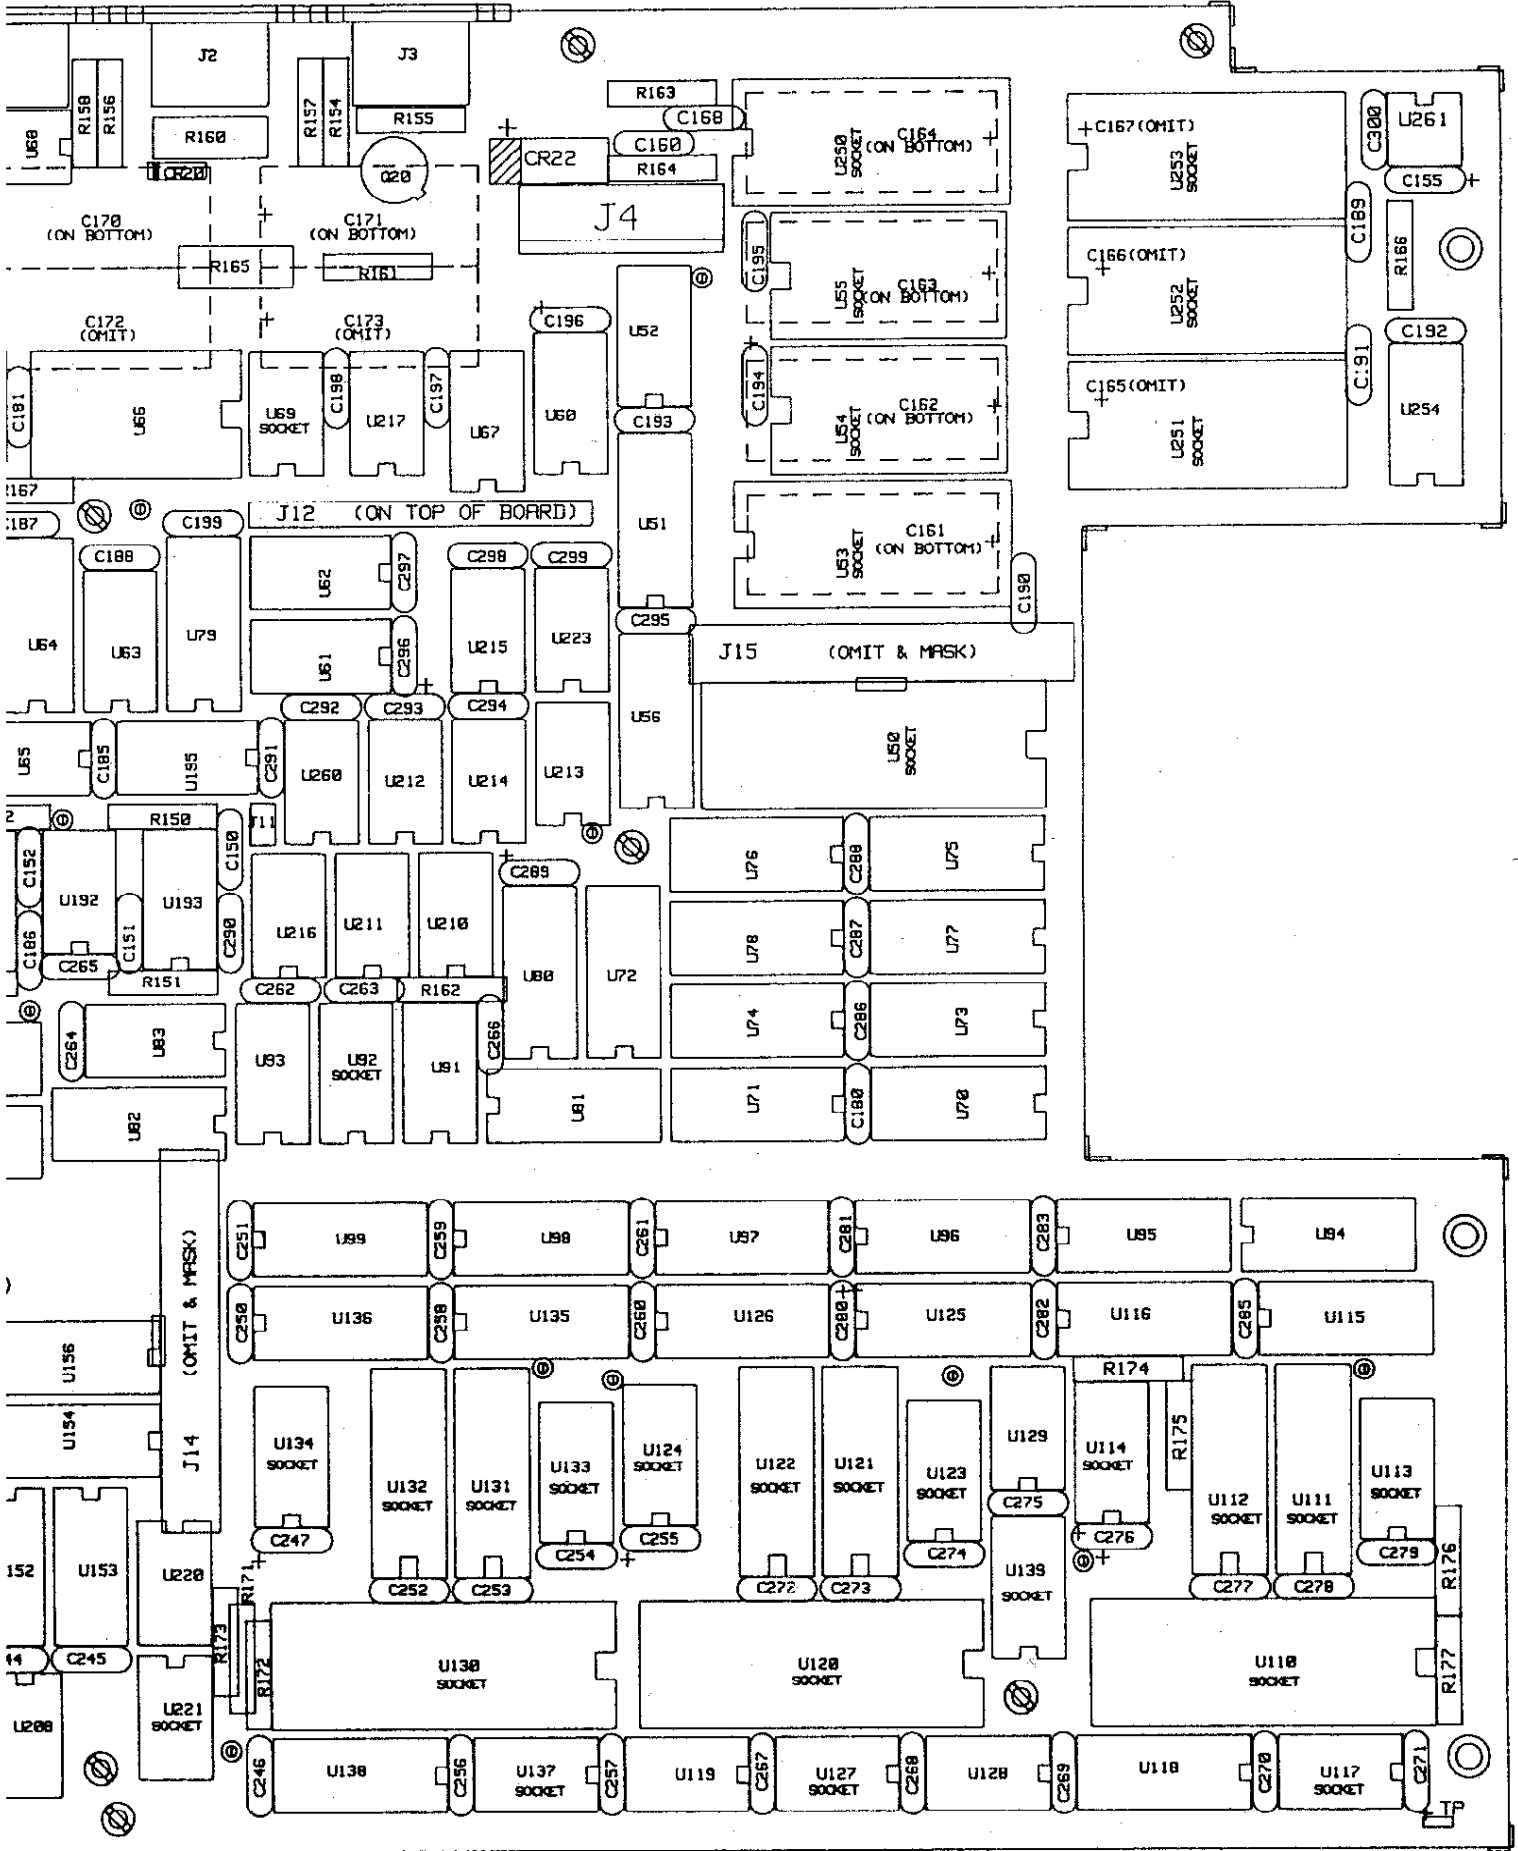 J2
J3
R158
R156
R157
R154
R163
C168
R160
R155
U68
C160
C164
(ON BOTTOM)
U250
SOCKET
C167(OMIT)
U253
SOCKET
C300
U261
CR20
Q20
CR22
R164
C155
C170
(ON BOTTOM)
C171
(ON BOTTOM)
J4
C189
R165
R161
C195
U55
SOCKET
C163
(ON BOTTOM)
C166(OMIT)
U252
SOCKET
R166
C172
(OMIT)
C173
(OMIT)
C196
U52
C192
C181
U66
U69
SOCKET
C198
U217
C197
U67
U60
C193
C194
U54
SOCKET
C162
(ON BOTTOM)
C165(OMIT)
U251
SOCKET
C191
U254
R167
C187
C199
J12 (ON TOP OF BOARD)
U51
C188
C298
C299
U53
SOCKET
C161
(ON BOTTOM)
U62
C297
C190
U64
U63
U79
U61
C296
U215
U223
C295
J15 (OMIT & MASK)
C292
C293
C294
U56
U65
C185
U195
C291
U260
U212
U214
U213
U50
SOCKET
2
R150
J11
C150
C152
U192
U193
C289
U76
C288
U75
U216
U211
U210
C186
C151
C290
U80
U72
U78
C287
U77
C265
R151
C262
C263
R162
C264
U83
U93
U92
SOCKET
U91
C266
U74
C286
U73
U82
U81
U71
C180
U70
C251
U99
C259
U98
C261
U97
C281
U96
C283
U95
U94
J14 (OMIT & MASK)
C250
U136
C258
U135
C260
U126
C280
U125
C282
U116
C285
U115
U156
R174
U154
U134
SOCKET
U132
SOCKET
U131
SOCKET
U133
SOCKET
U124
SOCKET
U122
SOCKET
U121
SOCKET
U123
SOCKET
U129
U114
SOCKET
R175
U112
SOCKET
U111
SOCKET
U113
SOCKET
C247
C254
C255
C274
C275
C276
C279
152
U153
U220
R171
C252
C253
C272
C273
U139
SOCKET
C277
C278
R176
44
C245
R173
R172
U130
SOCKET
U120
SOCKET
U110
SOCKET
R177
U208
U221
SOCKET
C246
U138
C256
U137
SOCKET
C257
U119
C267
U127
SOCKET
C268
U128
C269
U118
C270
U117
SOCKET
C271
TP